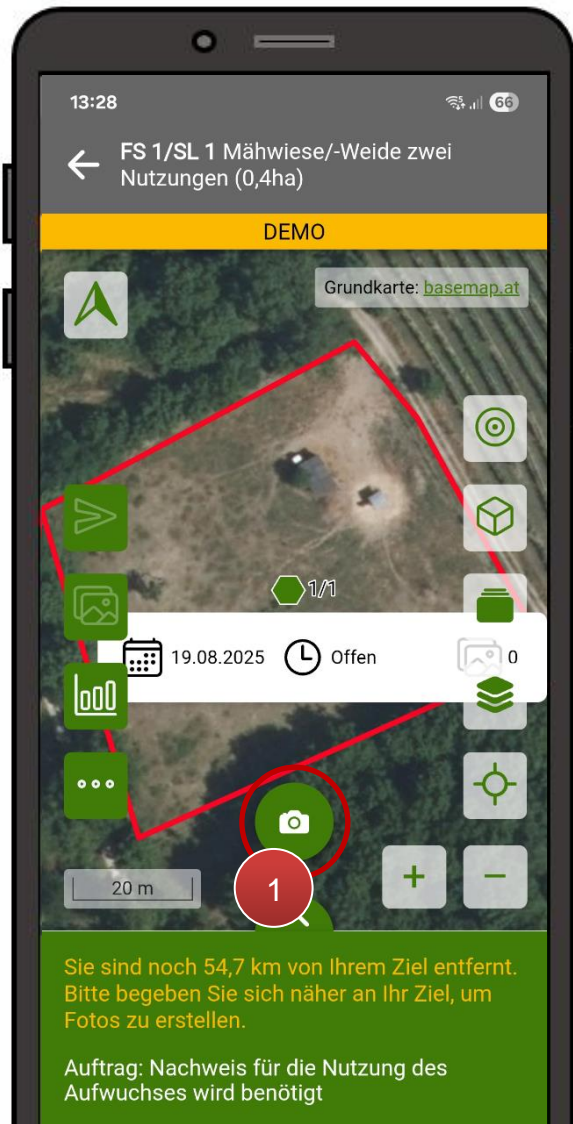 13:28
66
FS 1/SL 1 Mähwiese/-Weide zwei
Nutzungen (0,4ha)
DEMO
Grundkarte: basemap.at
1/1
19.08.2025
Offen
0
20 m
1
+
−
Sie sind noch 54,7 km von Ihrem Ziel entfernt.
Bitte begeben Sie sich näher an Ihr Ziel, um
Fotos zu erstellen.
Auftrag: Nachweis für die Nutzung des
Aufwuchses wird benötigt